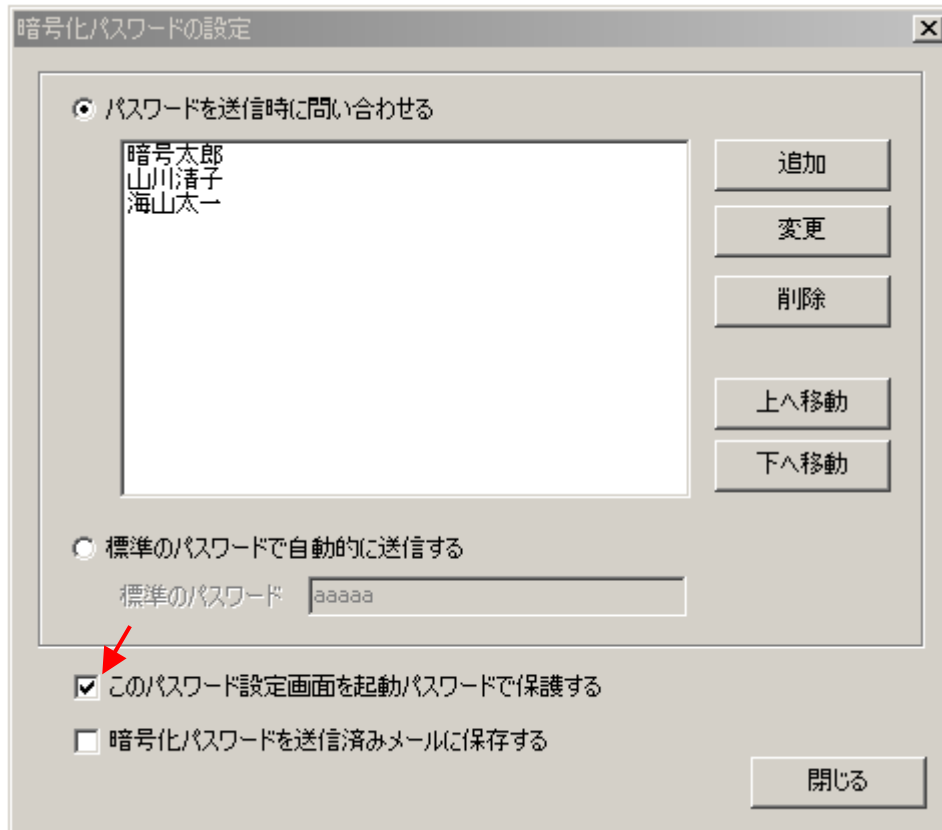 暗号化パスワードの設定
パスワードを送信時に問い合わせる
暗号太郎
山川清子
海山太一
追加
変更
削除
上へ移動
下へ移動
標準のパスワードで自動的に送信する
標準のパスワード aaaaa
このパスワード設定画面を起動パスワードで保護する
暗号化パスワードを送信済みメールに保存する
閉じる